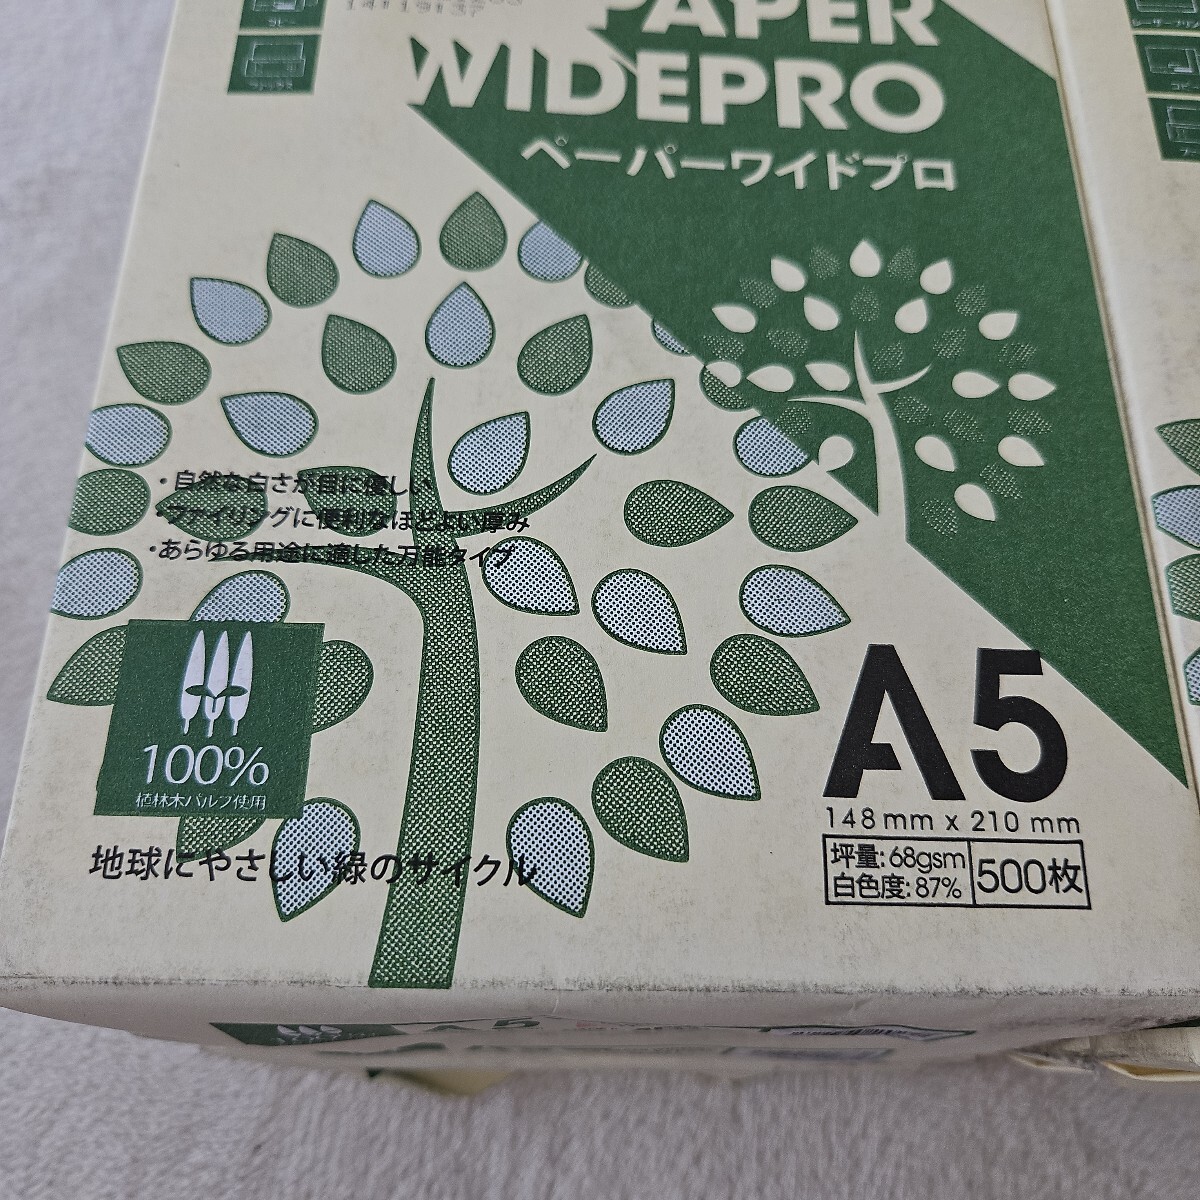 PAPER
WIDEPRO
ペーパーワイドプロ
・自然な白さが目に優しい
・ファイリングに便利なほどよい厚み
・あらゆる用途に適した万能タイプ
100%
植林木パルプ使用
地球にやさしい緑のサイクル
A5
148 mm x 210 mm
坪量:68gsm
白色度:87%
500枚
A5